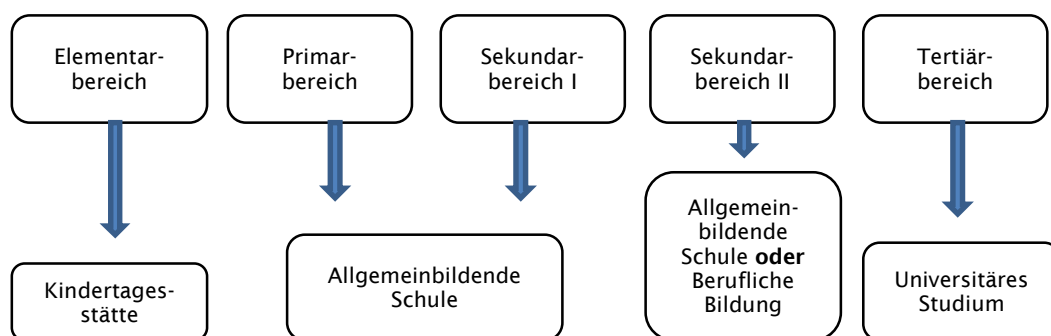 Elementar-
bereich
Primar-
bereich
Sekundar-
bereich I
Sekundar-
bereich II
Tertiär-
bereich
Kindertages-
stätte
Allgemeinbildende
Schule
Allgemein-
bildende
Schule oder
Berufliche
Bildung
Universitäres
Studium